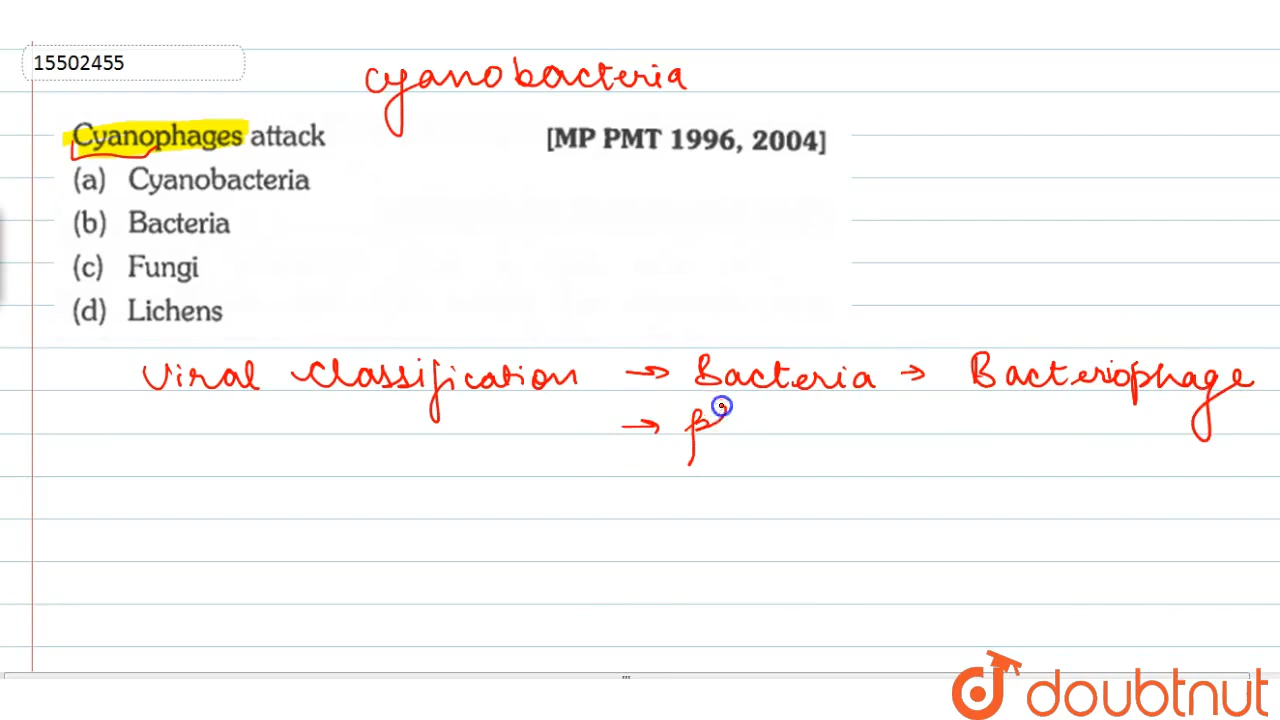 15502455
cyanobacteria
Cyanophages attack [MP PMT 1996, 2004]
(a) Cyanobacteria
(b) Bacteria
(c) Fungi
(d) Lichens
Viral classification → Bacteria → Bacteriophage
→
doubtnut